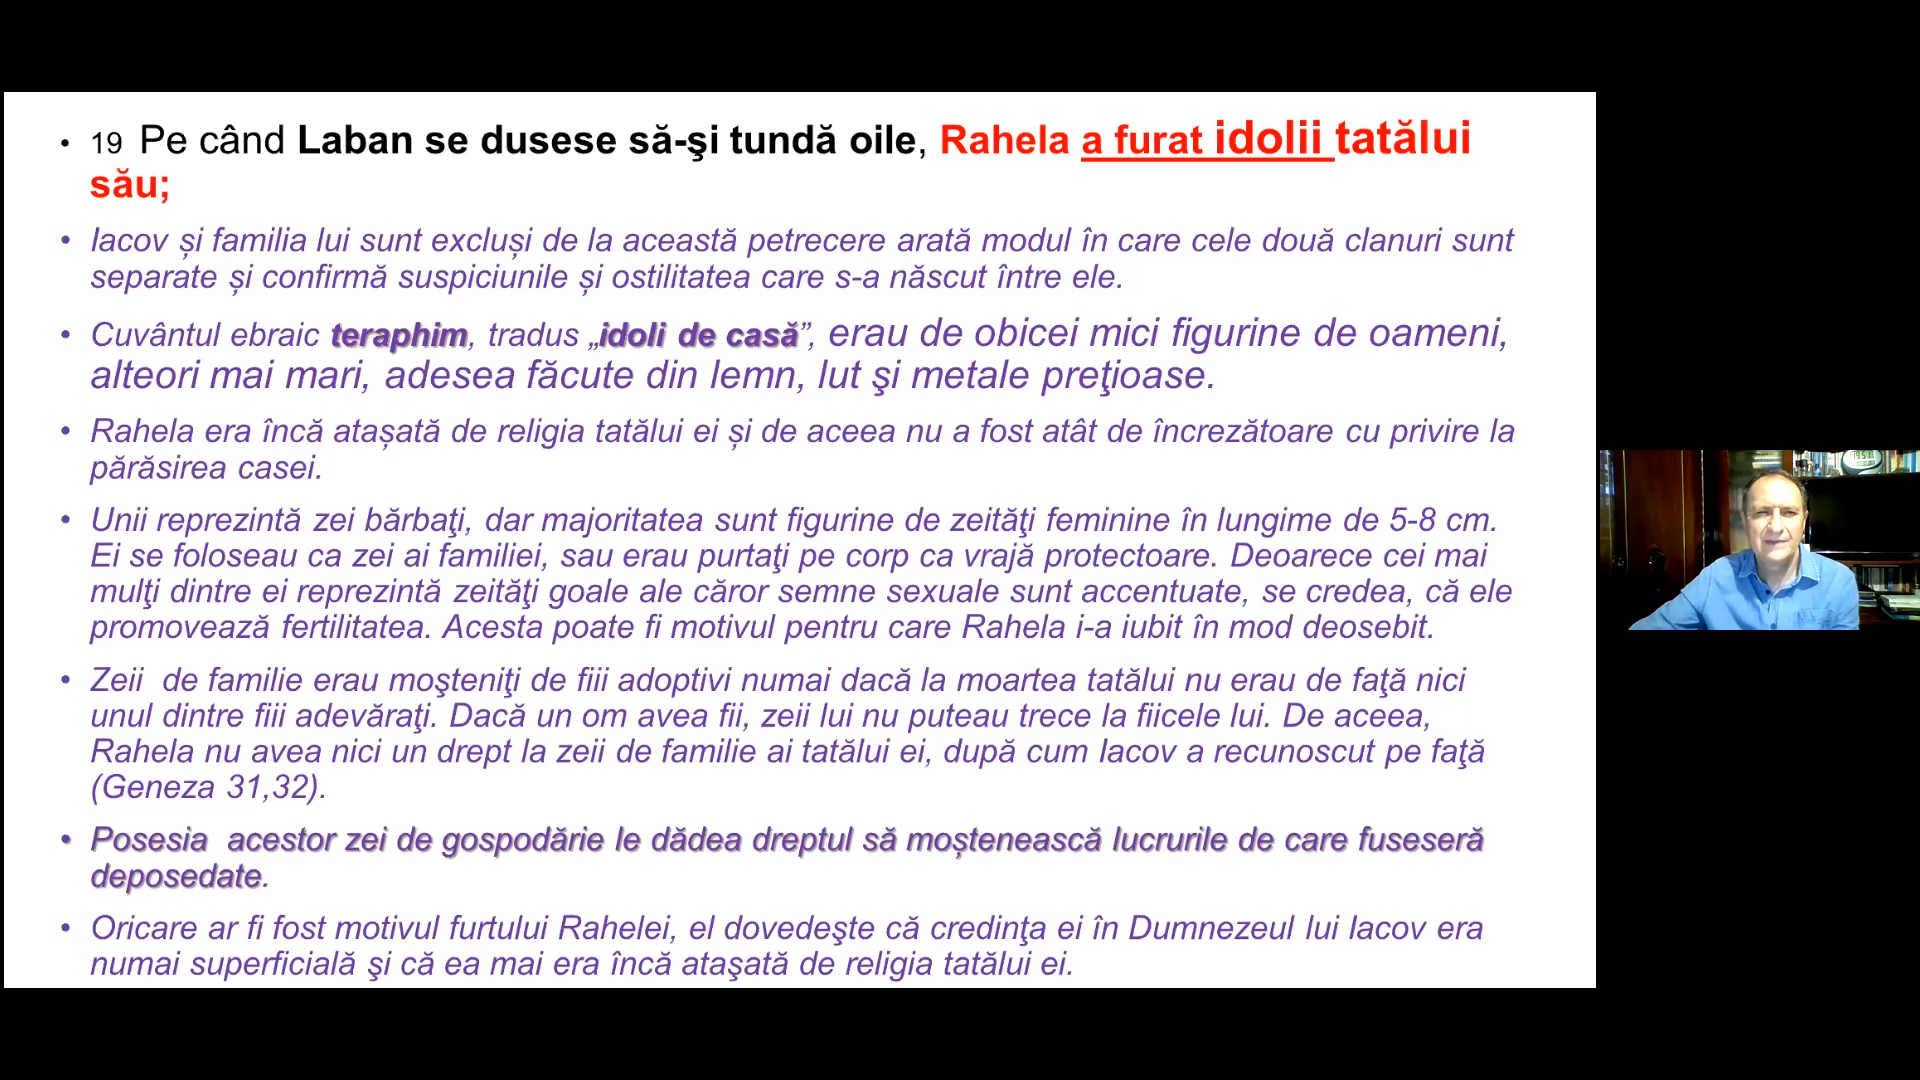 • 19 Pe când Laban se dusese să-şi tundă oile, Rahela a furat idolii tatălui
său;
• Iacov și familia lui sunt excluși de la această petrecere arată modul în care cele două clanuri sunt
separate și confirmă suspiciunile și ostilitatea care s-a născut între ele.
• Cuvântul ebraic teraphim, tradus „idoli de casă”, erau de obicei mici figurine de oameni,
alteori mai mari, adesea făcute din lemn, lut şi metale preţioase.
• Rahela era încă atașată de religia tatălui ei și de aceea nu a fost atât de încrezătoare cu privire la
părăsirea casei.
• Unii reprezintă zei bărbaţi, dar majoritatea sunt figurine de zeităţi feminine în lungime de 5-8 cm.
Ei se foloseau ca zei ai familiei, sau erau purtaţi pe corp ca vrajă protectoare. Deoarece cei mai
mulţi dintre ei reprezintă zeităţi goale ale căror semne sexuale sunt accentuate, se credea, că ele
promovează fertilitatea. Acesta poate fi motivul pentru care Rahela i-a iubit în mod deosebit.
• Zeii de familie erau moşteniţi de fiii adoptivi numai dacă la moartea tatălui nu erau de faţă nici
unul dintre fiii adevăraţi. Dacă un om avea fii, zeii lui nu puteau trece la fiicele lui. De aceea,
Rahela nu avea nici un drept la zeii de familie ai tatălui ei, după cum Iacov a recunoscut pe faţă
(Geneza 31,32).
• Posesia acestor zei de gospodărie le dădea dreptul să moștenească lucrurile de care fuseseră
deposedate.
• Oricare ar fi fost motivul furtului Rahelei, el dovedeşte că credinţa ei în Dumnezeul lui Iacov era
numai superficială şi că ea mai era încă ataşată de religia tatălui ei.